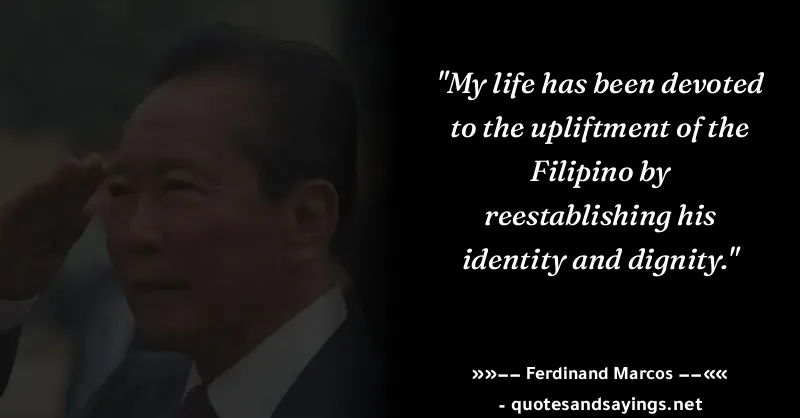 "My life has been devoted
to the upliftment of the
Filipino by
reestablishing his
identity and dignity."
»»—— Ferdinand Marcos ——««
- quotesandsayings.net